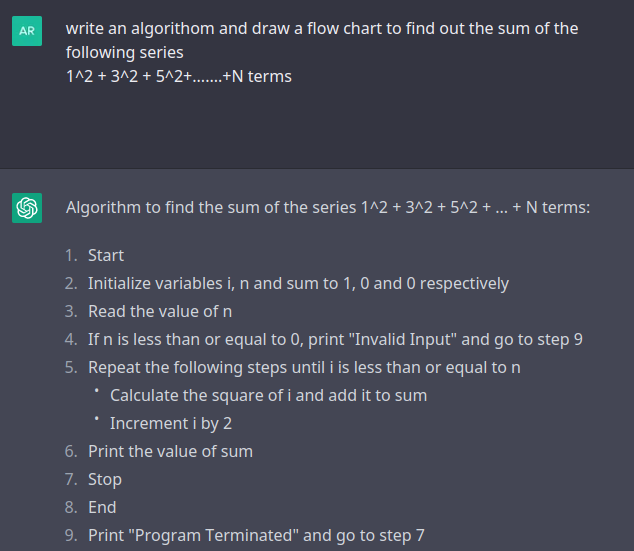 AR
write an algorithom and draw a flow chart to find out the sum of the
following series
1^2 + 3^2 + 5^2+.......+N terms
Algorithm to find the sum of the series 1^2 + 3^2 + 5^2 + ... + N terms:
1. Start
2. Initialize variables i, n and sum to 1, 0 and 0 respectively
3. Read the value of n
4. If n is less than or equal to 0, print "Invalid Input" and go to step 9
5. Repeat the following steps until i is less than or equal to n
• Calculate the square of i and add it to sum
• Increment i by 2
6. Print the value of sum
7. Stop
8. End
9. Print "Program Terminated" and go to step 7